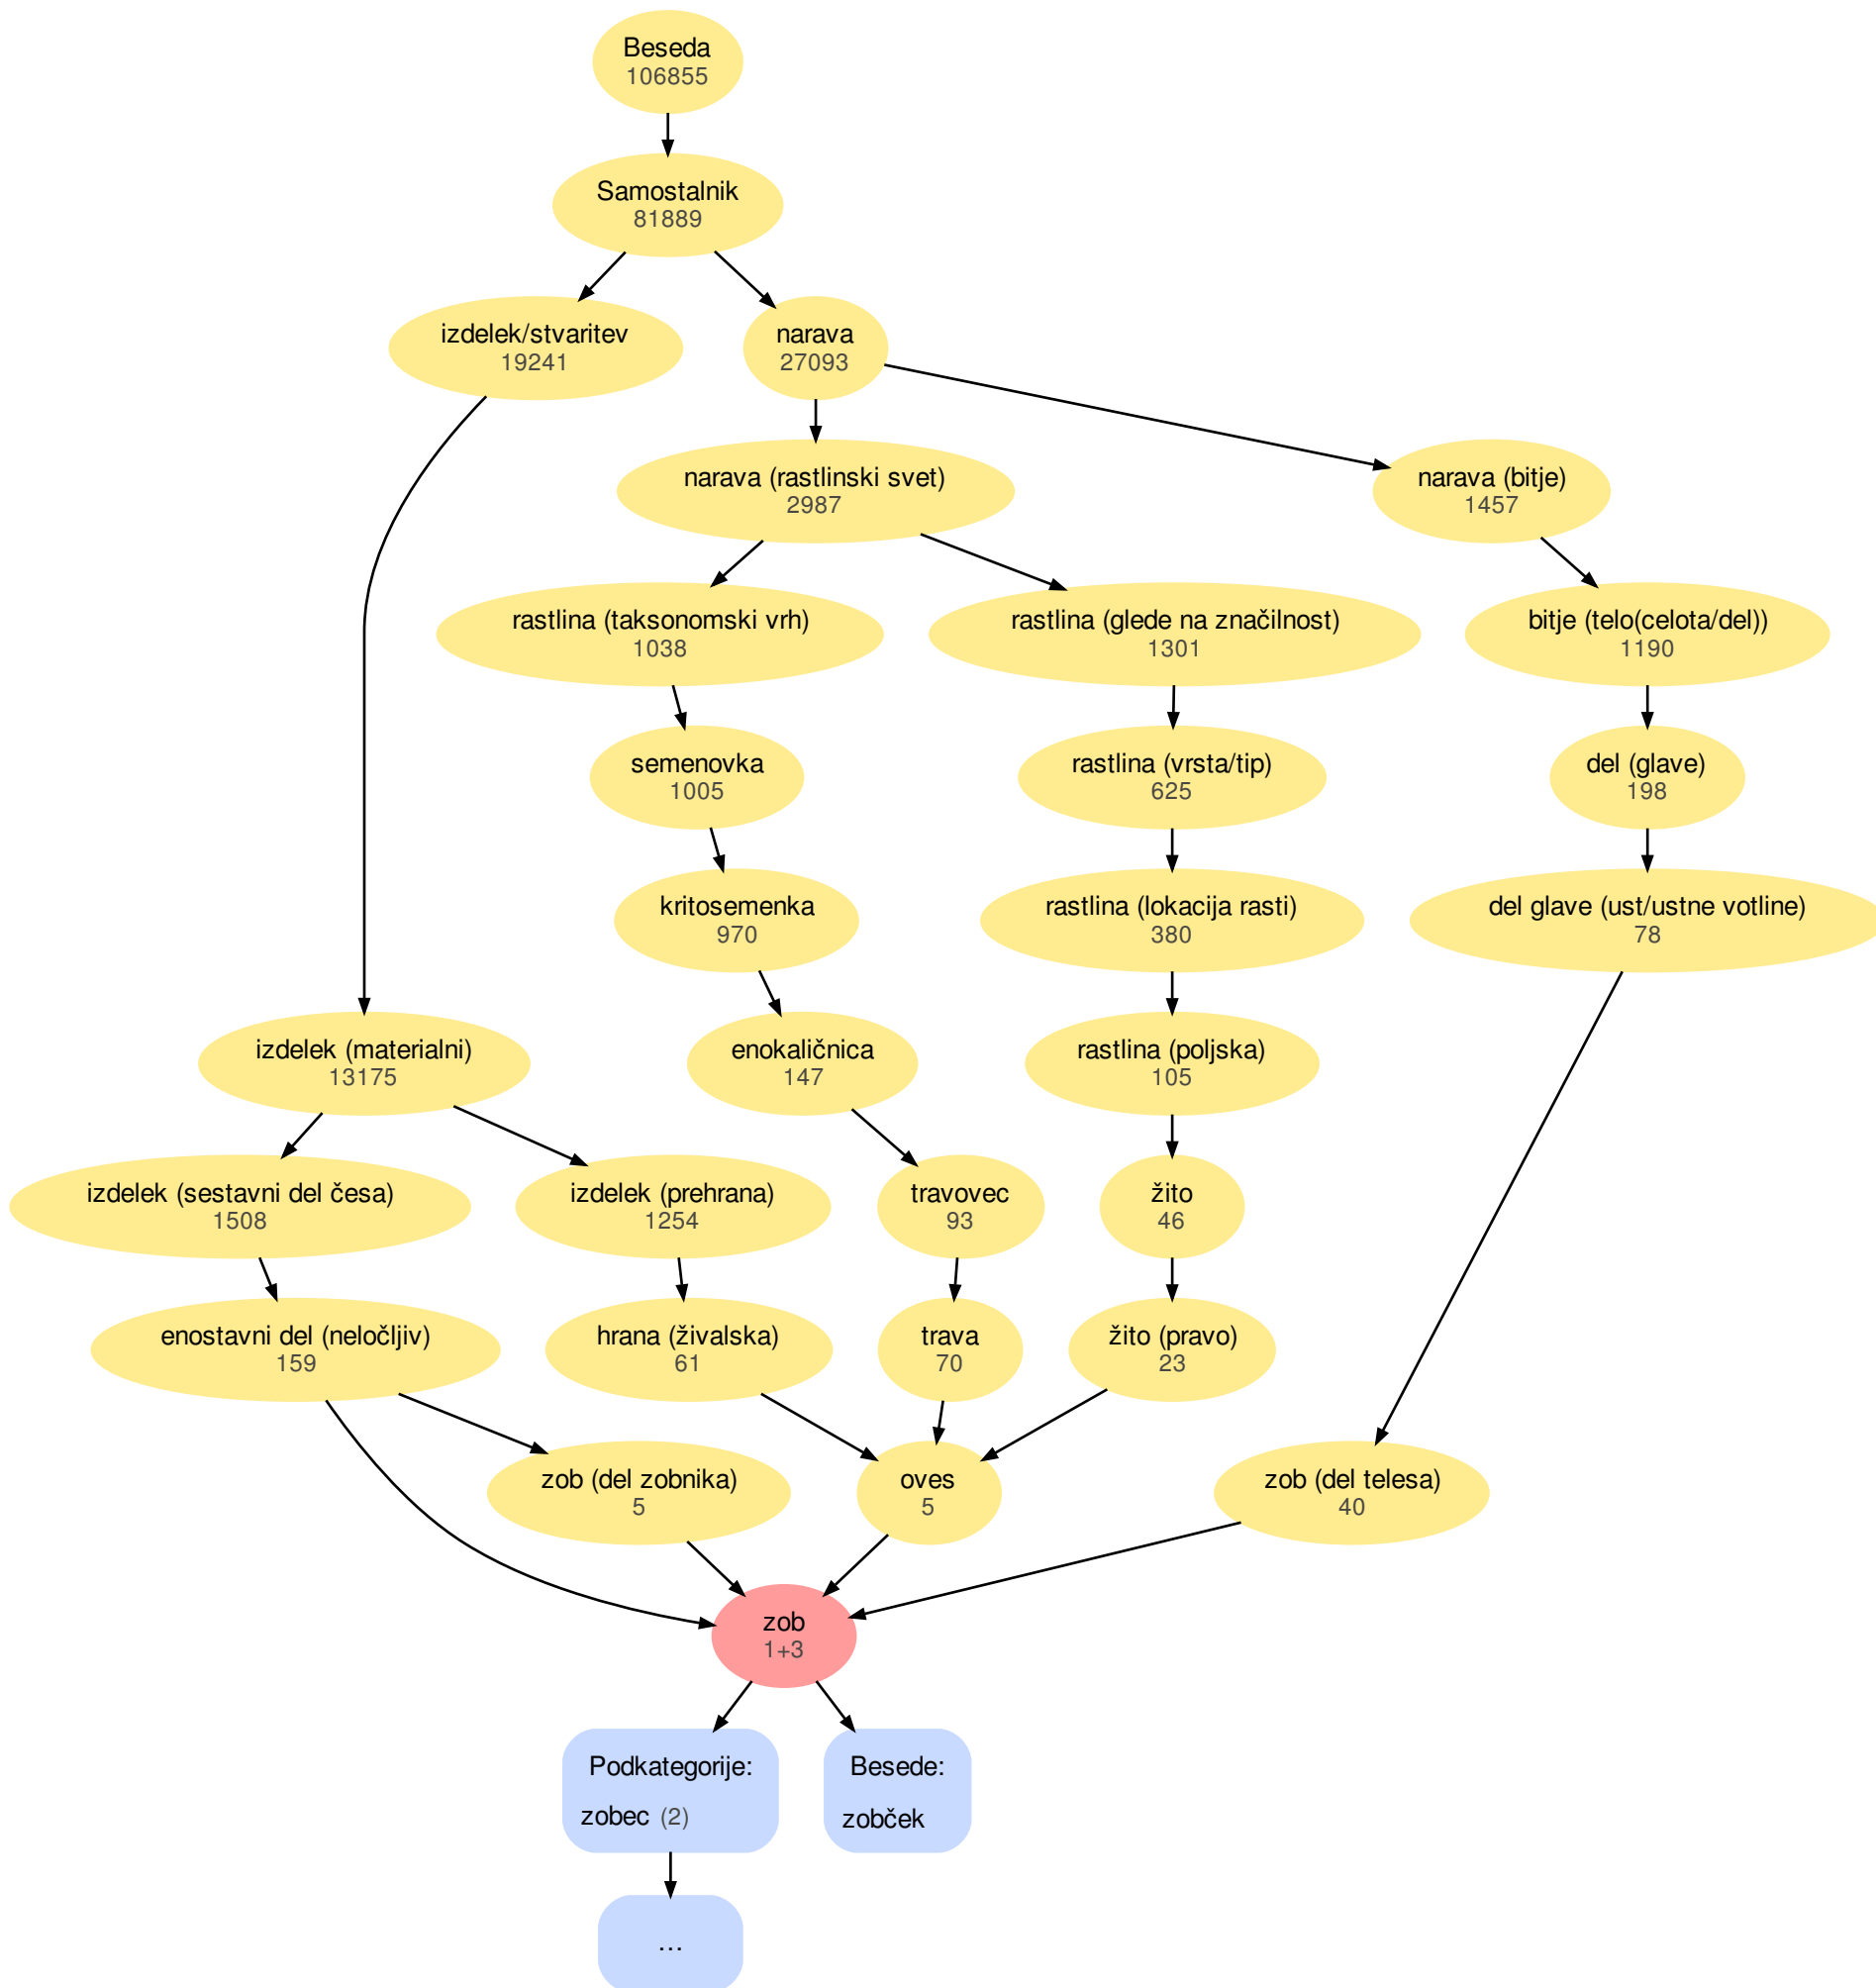 Beseda
106855
Samostalnik
81889
izdelek/stvaritev
19241
narava
27093
narava (rastlinski svet)
2987
narava (bitje)
1457
rastlina (taksonomski vrh)
1038
rastlina (glede na značilnost)
1301
bitje (telo(celota/del))
1190
semenovka
1005
rastlina (vrsta/tip)
625
del (glave)
198
kritosemenka
970
rastlina (lokacija rasti)
380
del glave (ust/ustne votline)
78
izdelek (materialni)
13175
enokaličnica
147
rastlina (poljska)
105
izdelek (sestavni del česa)
1508
izdelek (prehrana)
1254
travovec
93
žito
46
enostavni del (neločljiv)
159
hrana (živalska)
61
trava
70
žito (pravo)
23
zob (del zobnika)
5
oves
5
zob (del telesa)
40
zob
1+3
Podkategorije:
zobec (2)
Besede:
zobček
...